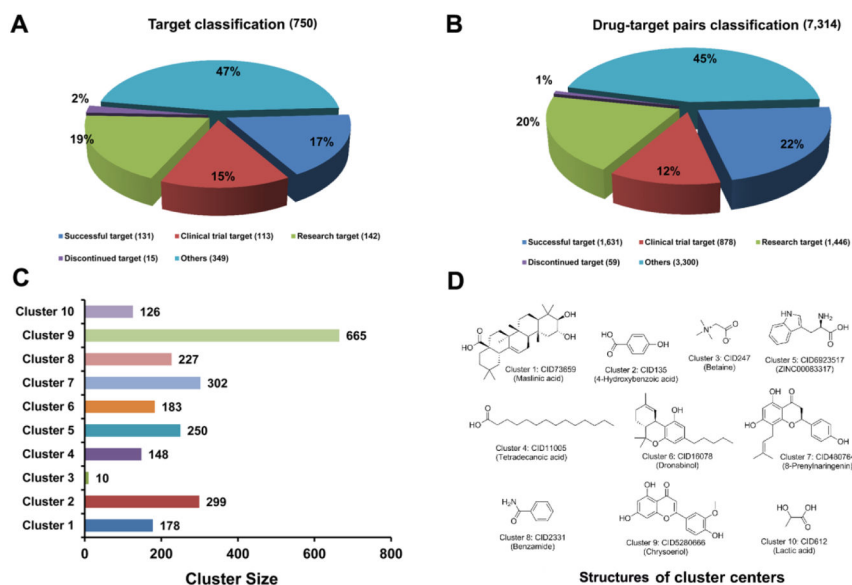 A
Target classification (750)
47%
2%
19%
17%
15%
Successful target (131)
Clinical trial target (113)
Research target (142)
Discontinued target (15)
Others (349)
B
Drug-target pairs classification (7,314)
45%
1%
20%
22%
12%
Successful target (1,631)
Clinical trial target (878)
Research target (1,446)
Discontinued target (59)
Others (3,300)
C
Cluster 10
126
Cluster 9
665
Cluster 8
227
Cluster 7
302
Cluster 6
183
Cluster 5
250
Cluster 4
148
Cluster 3
10
Cluster 2
299
Cluster 1
178
0
200
400
600
800
Cluster Size
D
Cluster 1: CID73659
(Maslinic acid)
Cluster 2: CID135
(4-Hydroxybenzoic acid)
Cluster 3: CID247
(Betaine)
Cluster 5: CID6923517
(ZINC00083317)
Cluster 4: CID11005
(Tetradecanoic acid)
Cluster 6: CID16078
(Dronabinol)
Cluster 7: CID480764
(8-Prenylnaringenin)
Cluster 8: CID2331
(Benzamide)
Cluster 9: CID5280666
(Chrysoeriol)
Cluster 10: CID612
(Lactic acid)
Structures of cluster centers